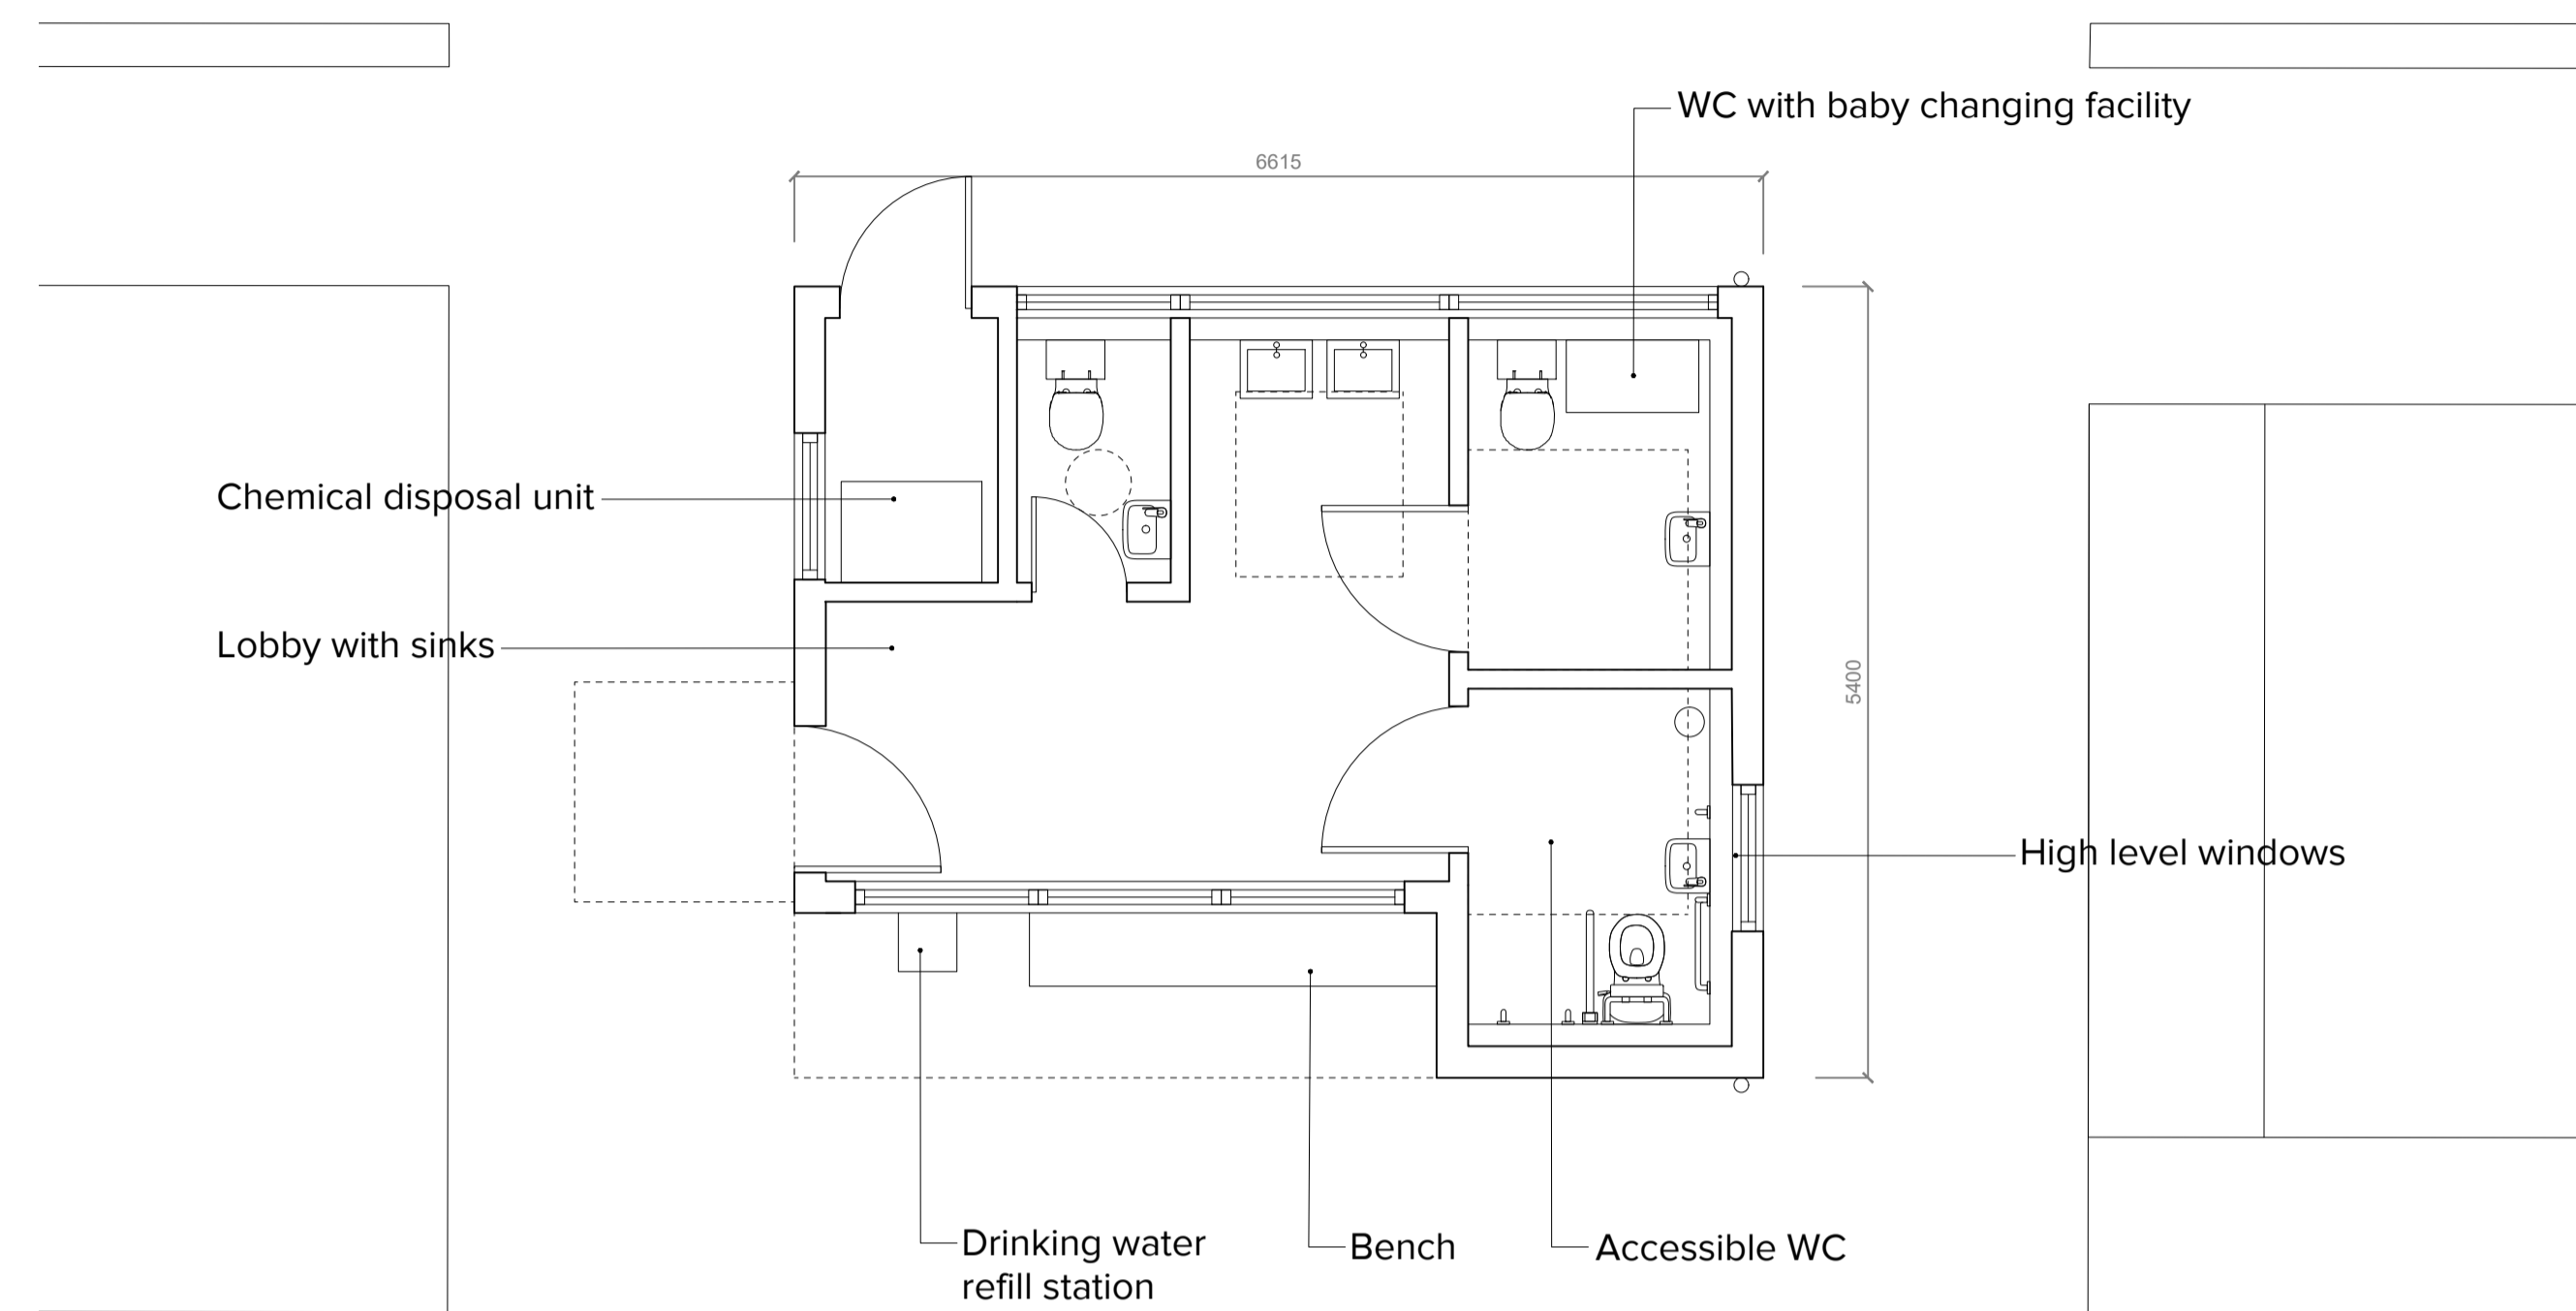 WC with baby changing facility
6615
Chemical disposal unit
Lobby with sinks
5400
High level windows
Drinking water
refill station
Bench
Accessible WC